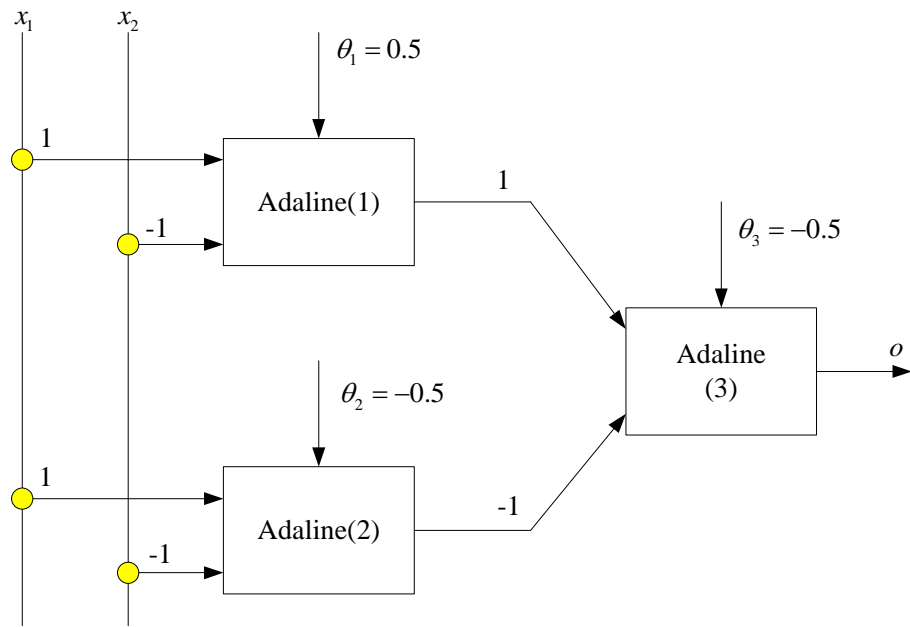 x₁
x₂
θ₁ = 0.5
1
-1
Adaline(1)
1
θ₃ = −0.5
Adaline
(3)
o
θ₂ = −0.5
1
-1
Adaline(2)
-1